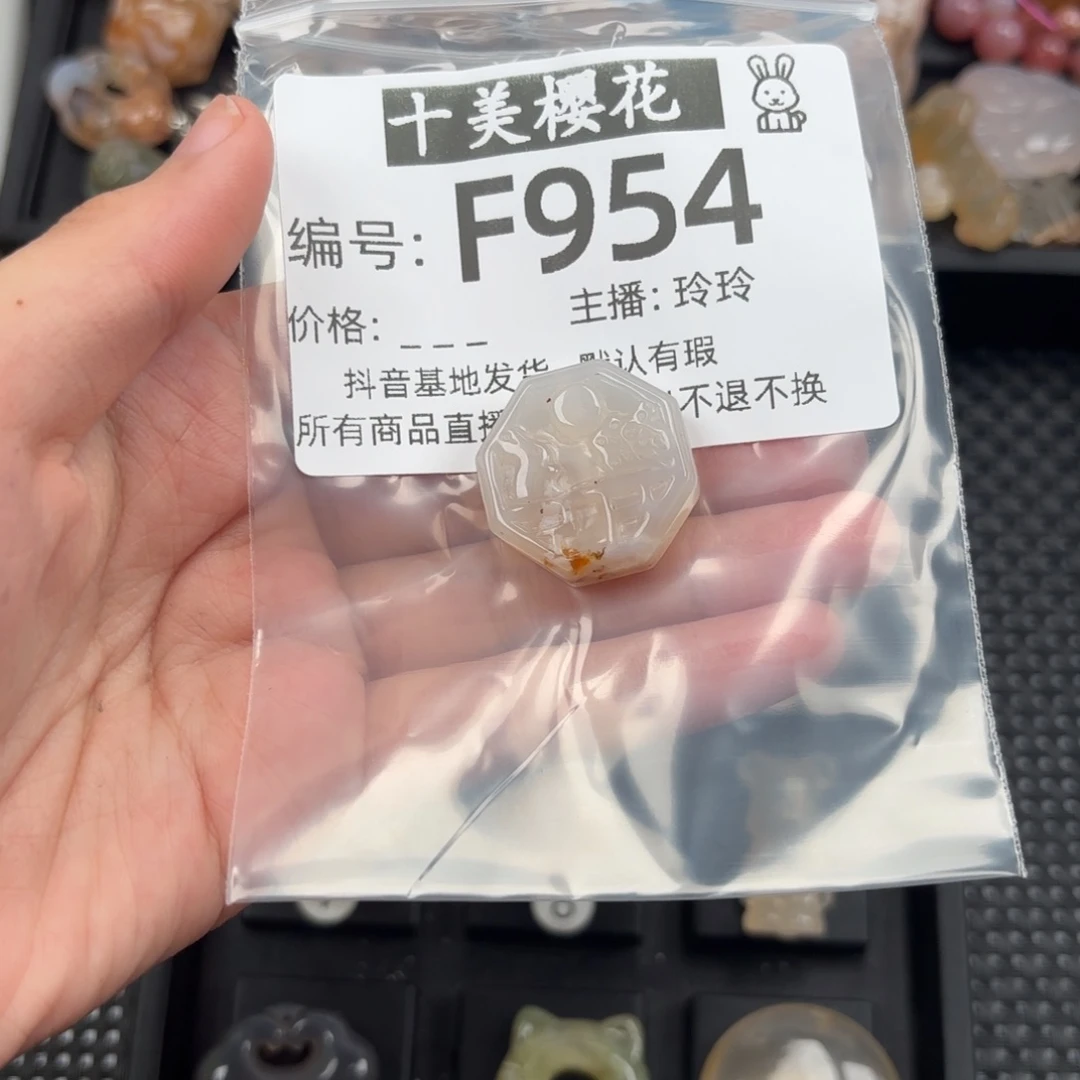 十美樱花
编号: F954
价格: _ _ _
主播: 玲玲
抖音基地发货 默认有瑕
所有商品直播 不退不换